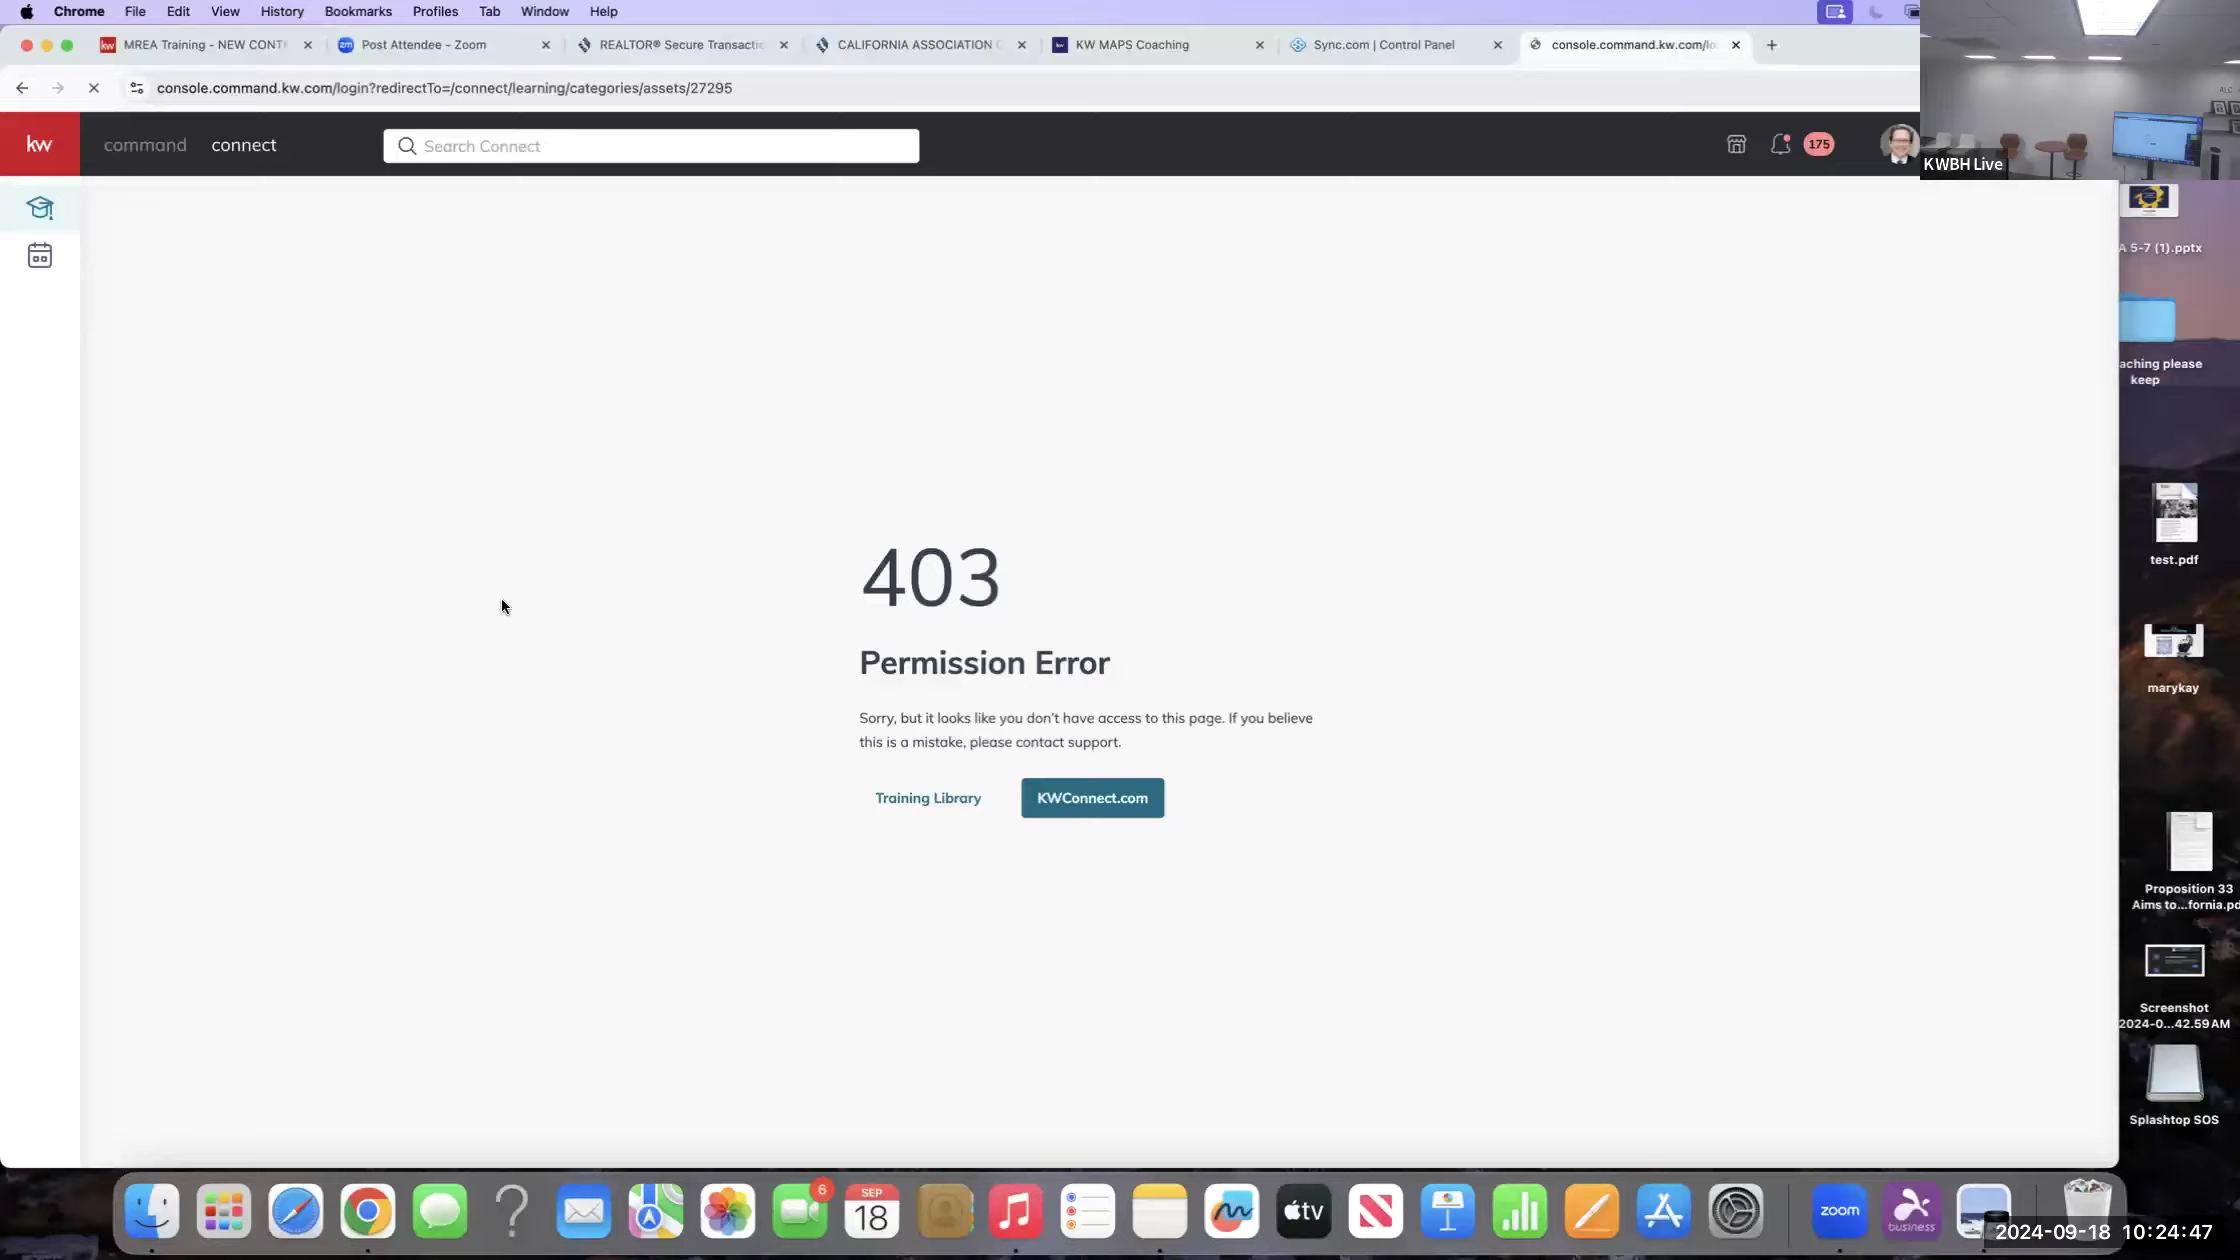 Chrome File Edit View History Bookmarks Profiles Tab Window Help
MREA Training - NEW CONT
Post Attendee - Zoom
REALTOR® Secure Transactic
CALIFORNIA ASSOCIATION
KW MAPS Coaching
Sync.com | Control Panel
console.command.kw.com/lo
console.command.kw.com/login?redirectTo=/connect/learning/categories/assets/27295
kw
command
connect
Search Connect
175
KWBH Live
A 5-7 (1).pptx
aching please
keep
test.pdf
marykay
Proposition 33
Aims to...fornia.pd
Screenshot
2024-0...42.59 AM
Splashtop SOS
403
Permission Error
Sorry, but it looks like you don't have access to this page. If you believe
this is a mistake, please contact support.
Training Library
KWConnect.com
6
SEP
18
tv
zoom
business
2024-09-18 10:24:47